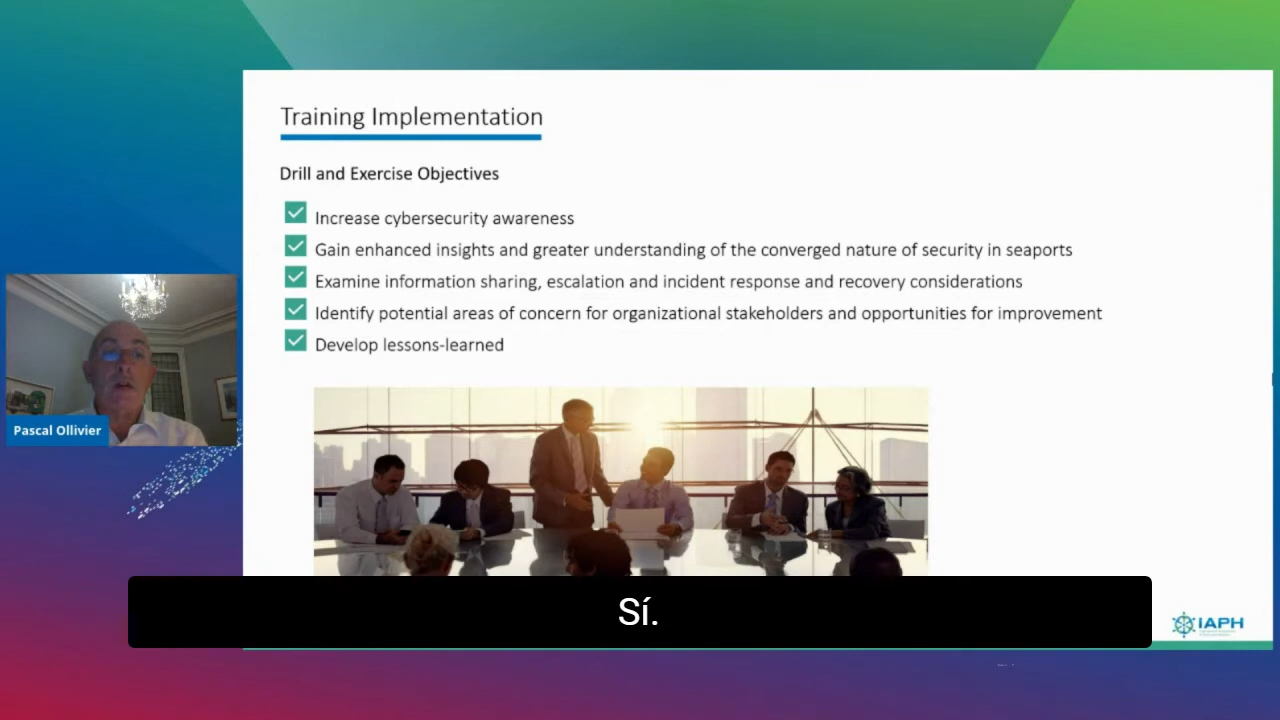 Training Implementation
Drill and Exercise Objectives
Increase cybersecurity awareness
Gain enhanced insights and greater understanding of the converged nature of security in seaports
Examine information sharing, escalation and incident response and recovery considerations
Identify potential areas of concern for organizational stakeholders and opportunities for improvement
Develop lessons-learned
Pascal Ollivier
Sí.
IAPH